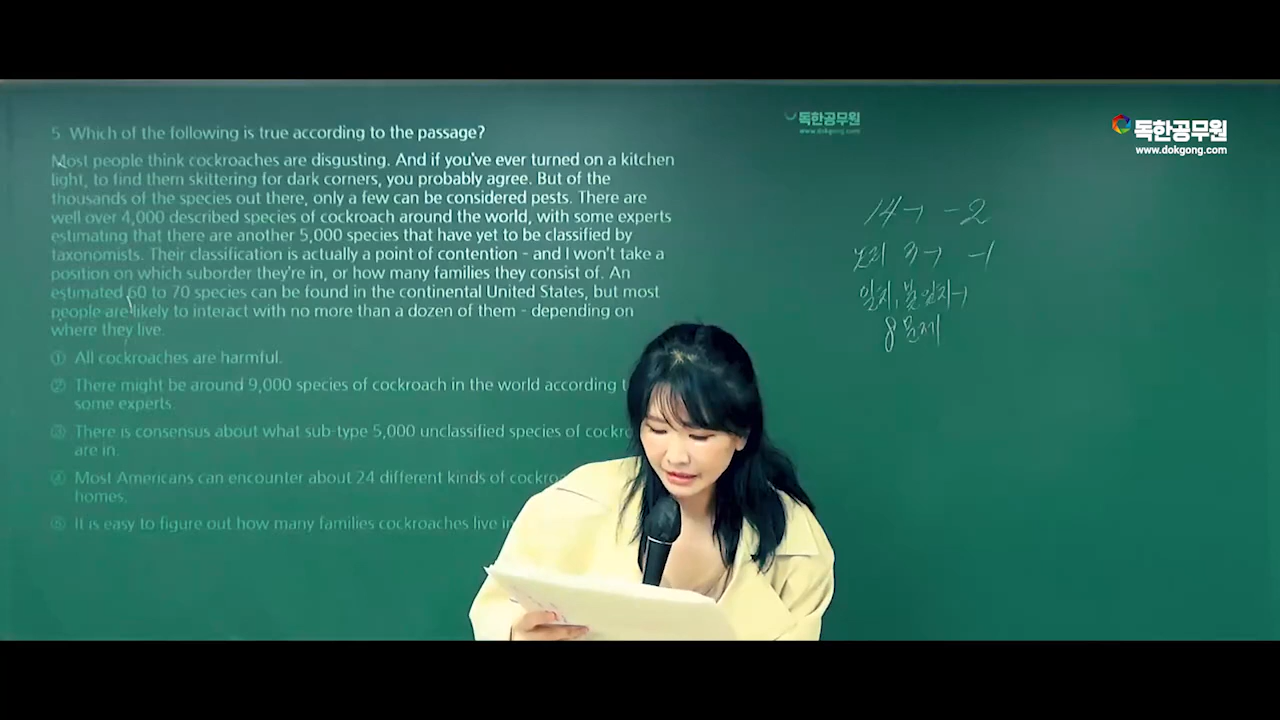 5. Which of the following is true according to the passage?
Most people think cockroaches are disgusting. And if you've ever turned on a kitchen
light, to find them skittering for dark corners, you probably agree. But of the
thousands of the species out there, only a few can be considered pests. There are
well over 4,000 described species of cockroach around the world, with some experts
estimating that there are another 5,000 species that have yet to be classified by
taxonomists. Their classification is actually a point of contention - and I won't take a
position on which suborder they're in, or how many families they consist of. An
estimated 60 to 70 species can be found in the continental United States, but most
people are likely to interact with no more than a dozen of them - depending on
where they live.
① All cockroaches are harmful.
② There might be around 9,000 species of cockroach in the world according t
some experts.
③ There is consensus about what sub-type 5,000 unclassified species of cockro
are in.
④ Most Americans can encounter about 24 different kinds of cockro
homes.
⑤ It is easy to figure out how many families cockroaches live in
독한공무원
www.dokgong.com
독한공무원
www.dokgong.com
14→ -2
논리 3→ -1
일치, 불일치→
8문제